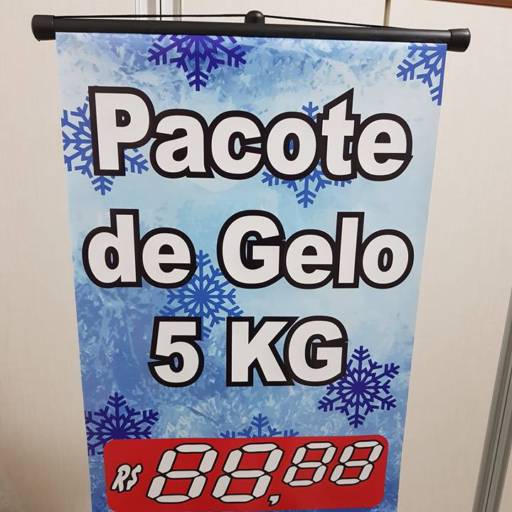 Pacote
de Gelo
5 KG
R$ 88,88